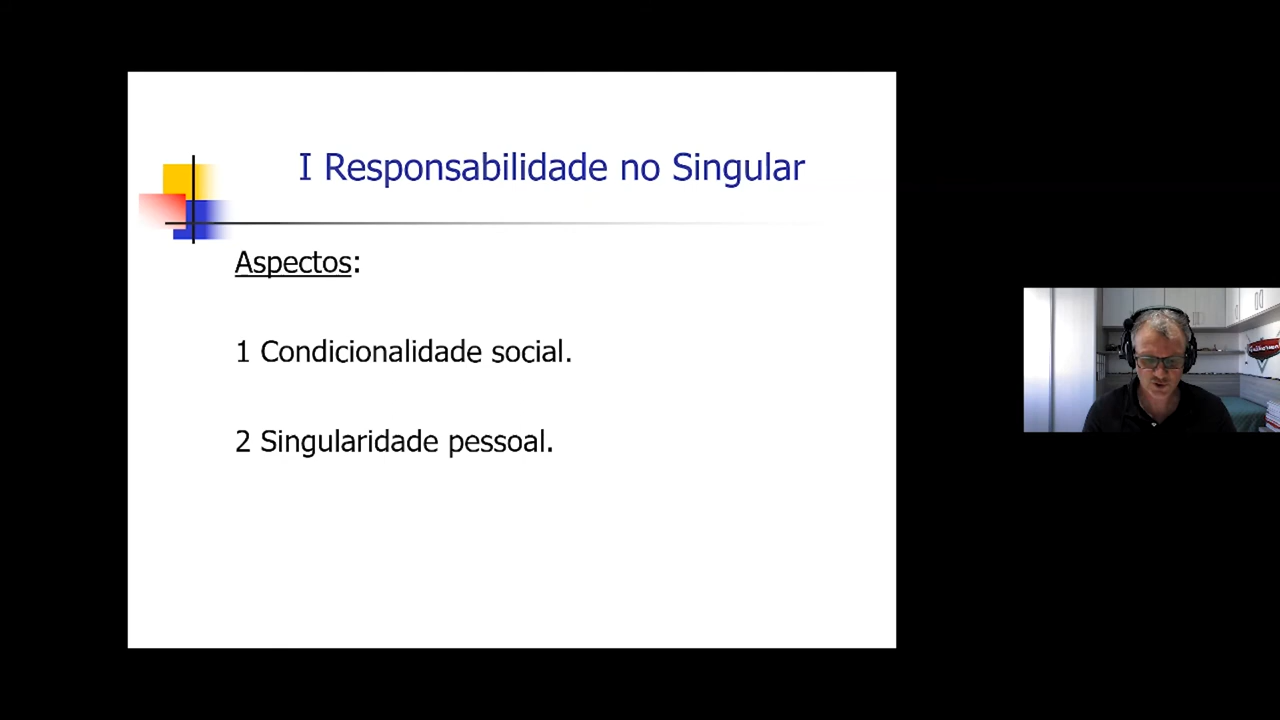 I Responsabilidade no Singular
Aspectos:
1 Condicionalidade social.
2 Singularidade pessoal.